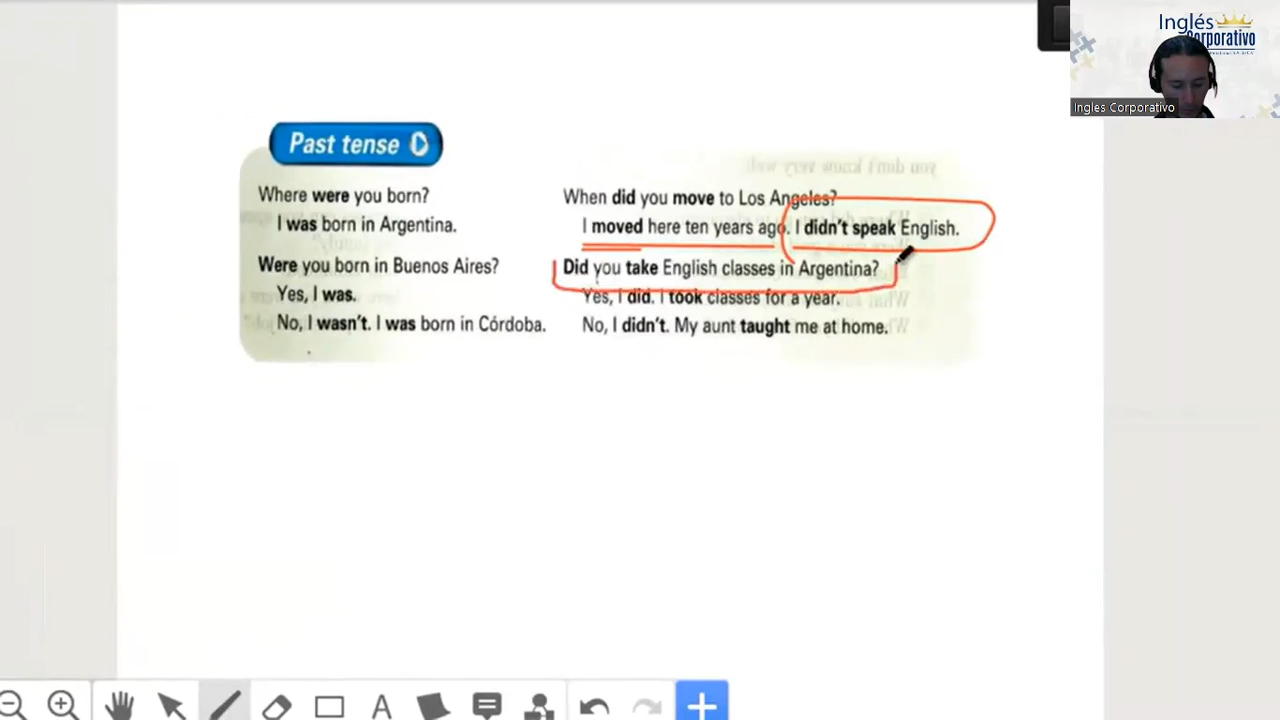 Inglés
Corporativo
Ingles Corporativo
Past tense
Where were you born?
I was born in Argentina.
Were you born in Buenos Aires?
Yes, I was.
No, I wasn't. I was born in Córdoba.
When did you move to Los Angeles?
I moved here ten years ago. I didn't speak English.
Did you take English classes in Argentina?
Yes, I did. I took classes for a year.
No, I didn't. My aunt taught me at home.
A